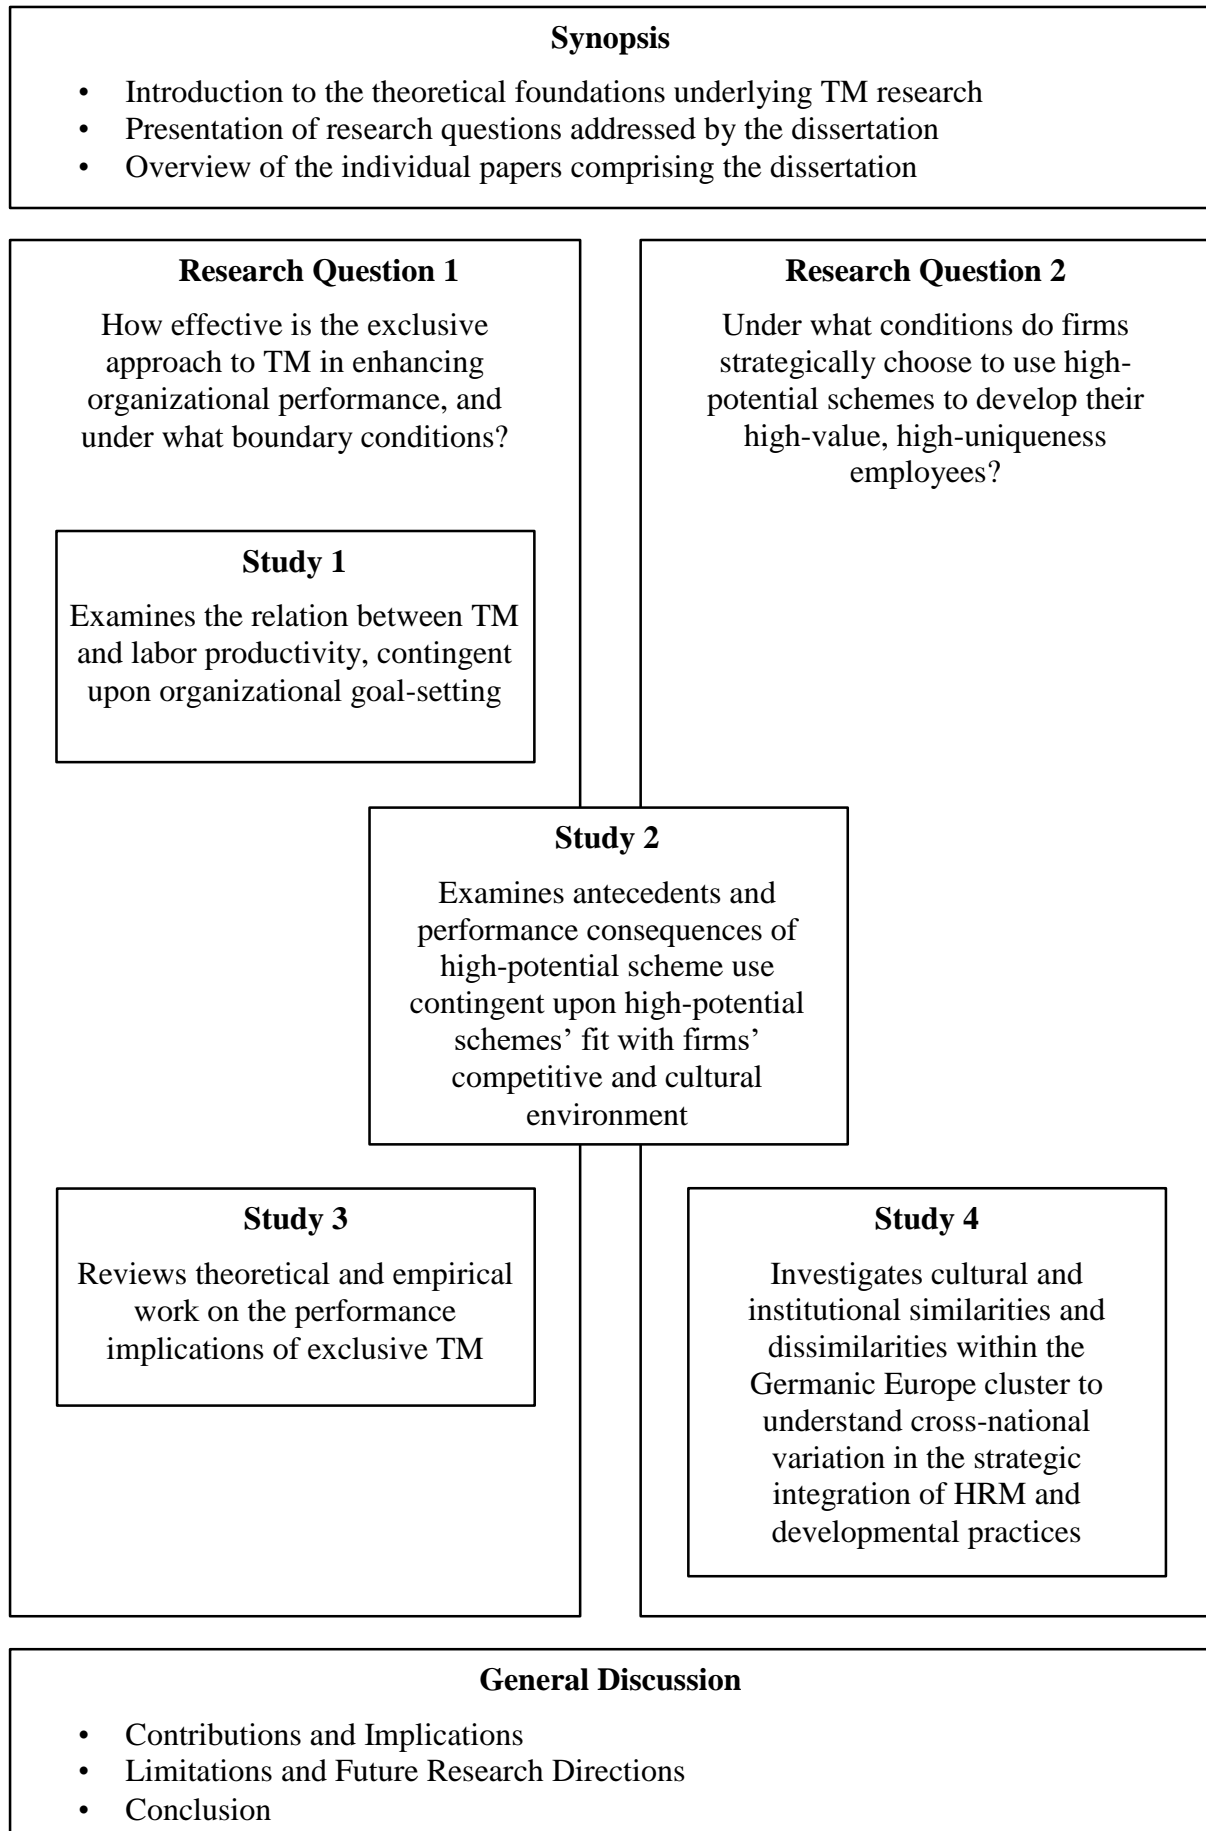 Synopsis
• Introduction to the theoretical foundations underlying TM research
• Presentation of research questions addressed by the dissertation
• Overview of the individual papers comprising the dissertation
Research Question 1
How effective is the exclusive
approach to TM in enhancing
organizational performance, and
under what boundary conditions?
Research Question 2
Under what conditions do firms
strategically choose to use high-
potential schemes to develop their
high-value, high-uniqueness
employees?
Study 1
Examines the relation between TM
and labor productivity, contingent
upon organizational goal-setting
Study 2
Examines antecedents and
performance consequences of
high-potential scheme use
contingent upon high-potential
schemes’ fit with firms’
competitive and cultural
environment
Study 3
Reviews theoretical and empirical
work on the performance
implications of exclusive TM
Study 4
Investigates cultural and
institutional similarities and
dissimilarities within the
Germanic Europe cluster to
understand cross-national
variation in the strategic
integration of HRM and
developmental practices
General Discussion
• Contributions and Implications
• Limitations and Future Research Directions
• Conclusion